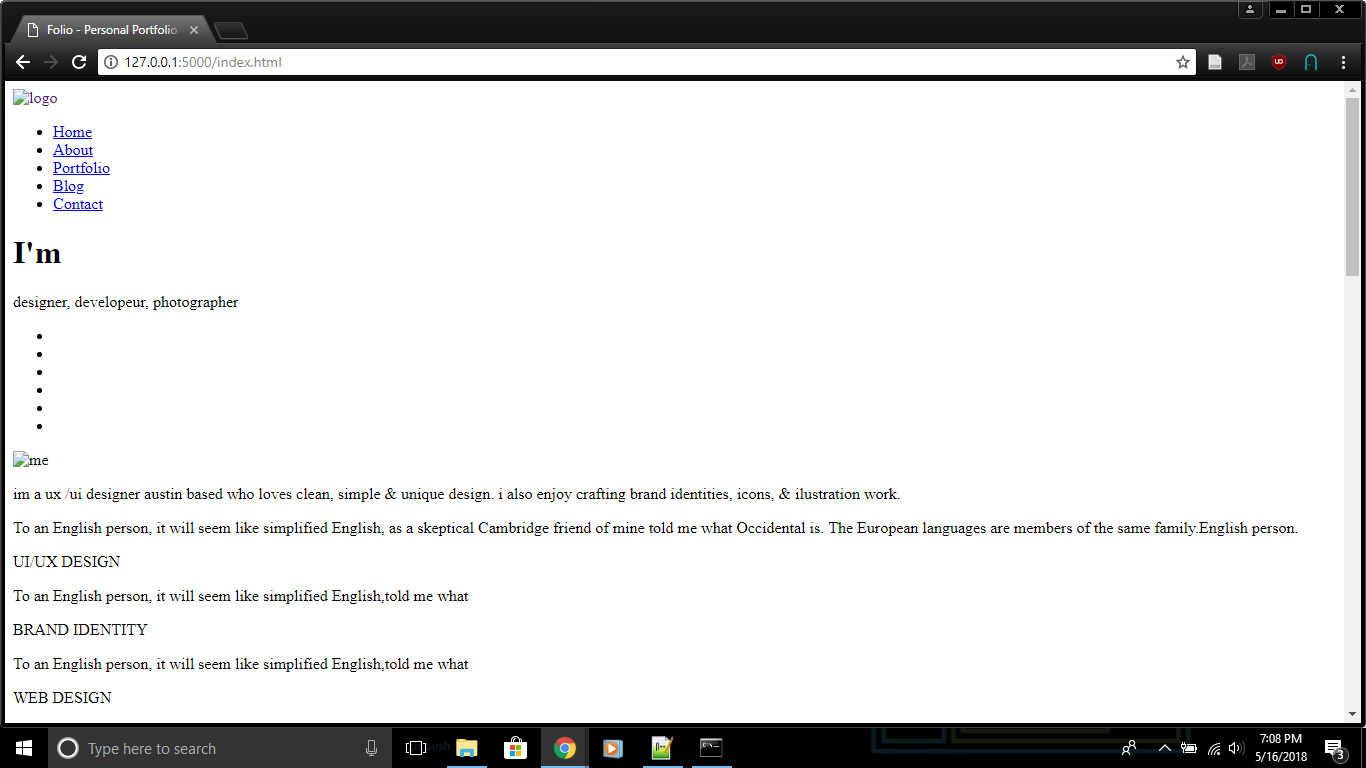 Folio - Personal Portfolio
127.0.0.1:5000/index.html
logo
Home
About
Portfolio
Blog
Contact
I'm
designer, developeur, photographer
me
im a ux /ui designer austin based who loves clean, simple & unique design. i also enjoy crafting brand identities, icons, & ilustration work.
To an English person, it will seem like simplified English, as a skeptical Cambridge friend of mine told me what Occidental is. The European languages are members of the same family.English person.
UI/UX DESIGN
To an English person, it will seem like simplified English,told me what
BRAND IDENTITY
To an English person, it will seem like simplified English,told me what
WEB DESIGN
Type here to search
7:08 PM
5/16/2018
3